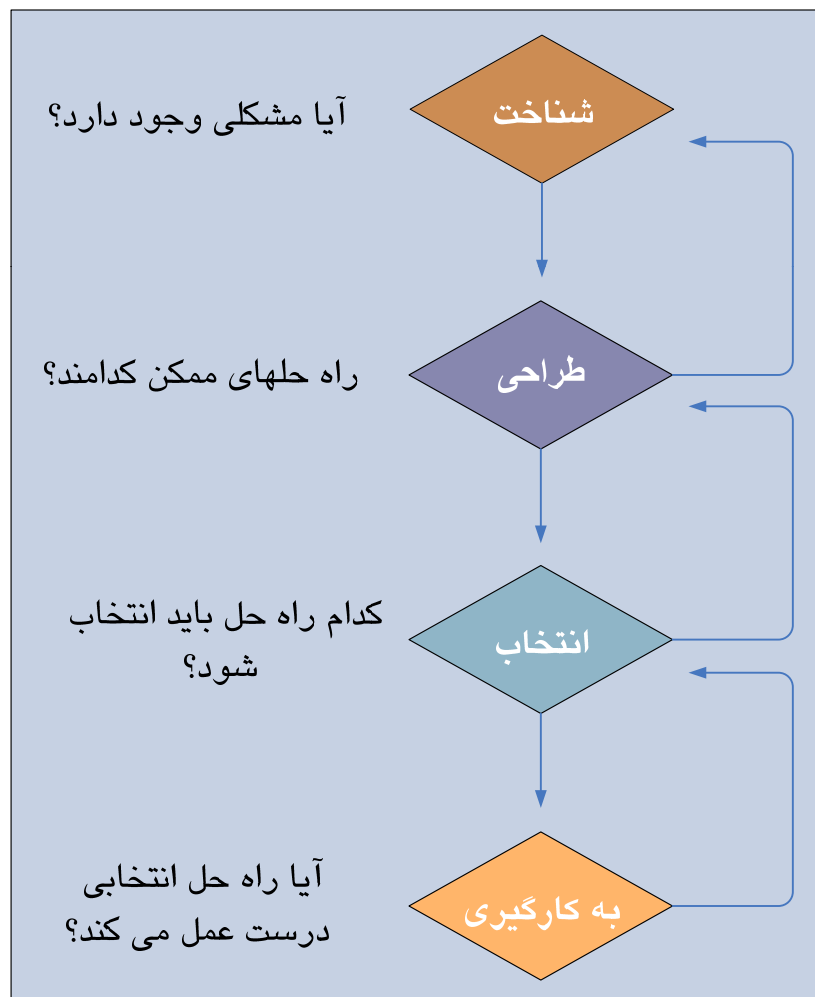 شناخت
آیا مشکلی وجود دارد؟
طراحی
راه حلهای ممکن کدامند؟
انتخاب
کدام راه حل باید انتخاب
شود؟
به کارگیری
آیا راه حل انتخابی
درست عمل می کند؟